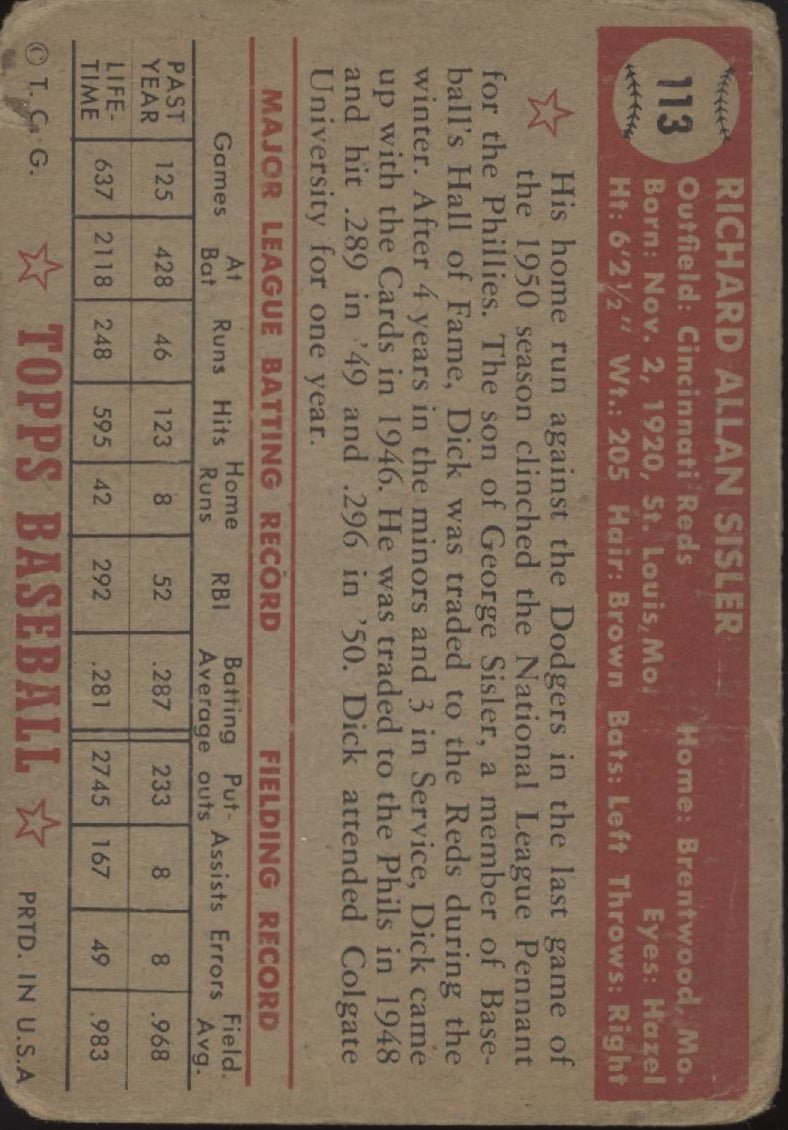 113
RICHARD ALLAN SISLER
Outfield: Cincinnati Reds Home: Brentwood, Mo.
Born: Nov. 2, 1920, St. Louis, Mo. Eyes: Hazel
Ht: 6'2½" Wt.: 205 Hair: Brown Bats: Left Throws: Right
His home run against the Dodgers in the last game of
the 1950 season clinched the National League Pennant
for the Phillies. The son of George Sisler, a member of Base-
ball's Hall of Fame, Dick was traded to the Reds during the
winter. After 4 years in the minors and 3 in Service, Dick came
up with the Cards in 1946. He was traded to the Phils in 1948
and hit .289 in '49 and .296 in '50. Dick attended Colgate
University for one year.
MAJOR LEAGUE BATTING RECORD FIELDING RECORD
Games At Bat Runs Hits Home Runs RBI Batting Average Put-outs Assists Errors Field. Avg.
PAST YEAR 125 428 46 123 8 52 .287 233 8 8 .968
LIFE-TIME 637 2118 248 595 42 292 .281 2745 167 49 .983
© T. C. G. TOPPS BASEBALL PRTD. IN U.S.A